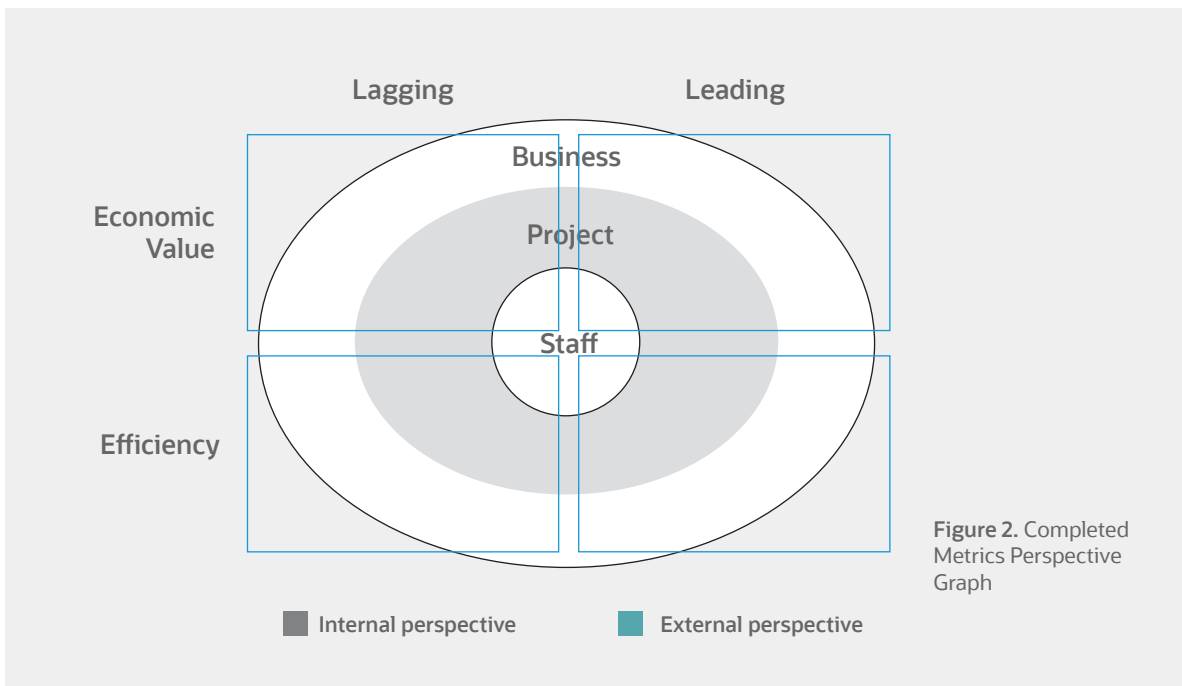 Lagging
Leading
Business
Economic
Value
Project
Staff
Efficiency
Figure 2. Completed
Metrics Perspective
Graph
Internal perspective
External perspective